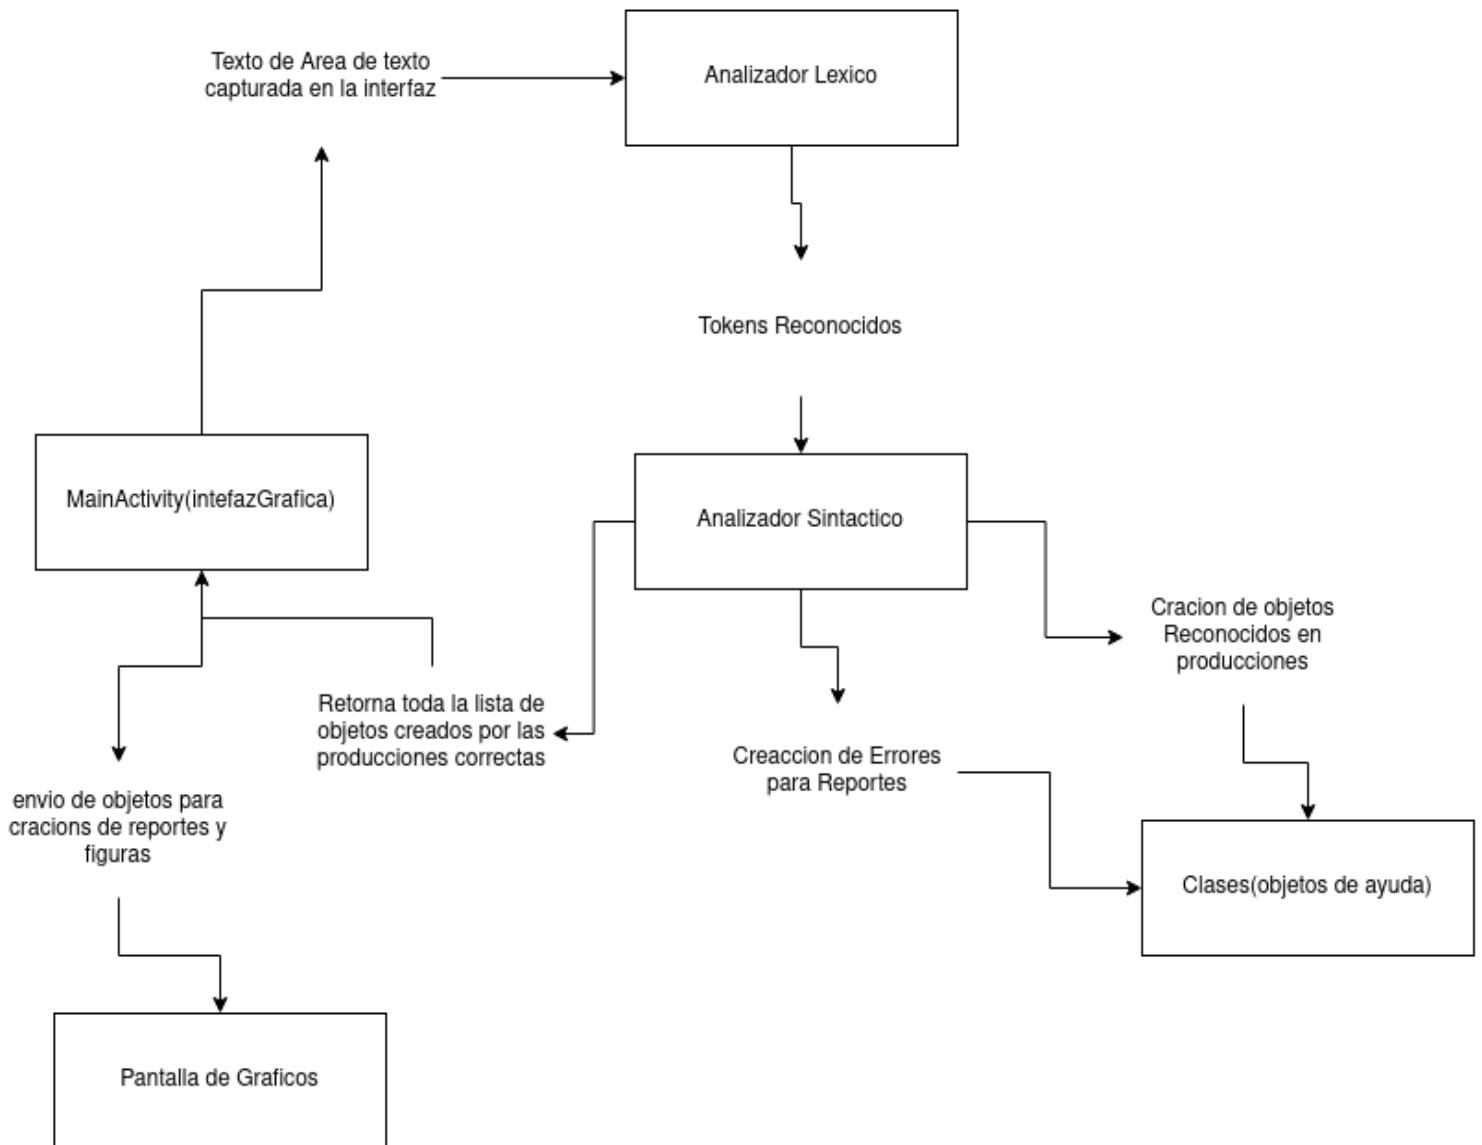 Texto de Area de texto
capturada en la interfaz
Analizador Lexico
Tokens Reconocidos
MainActivity(intefazGrafica)
Analizador Sintactico
Cracion de objetos
Reconocidos en
producciones
Retorna toda la lista de
objetos creados por las
producciones correctas
Creaccion de Errores
para Reportes
envio de objetos para
cracions de reportes y
figuras
Clases(objetos de ayuda)
Pantalla de Graficos